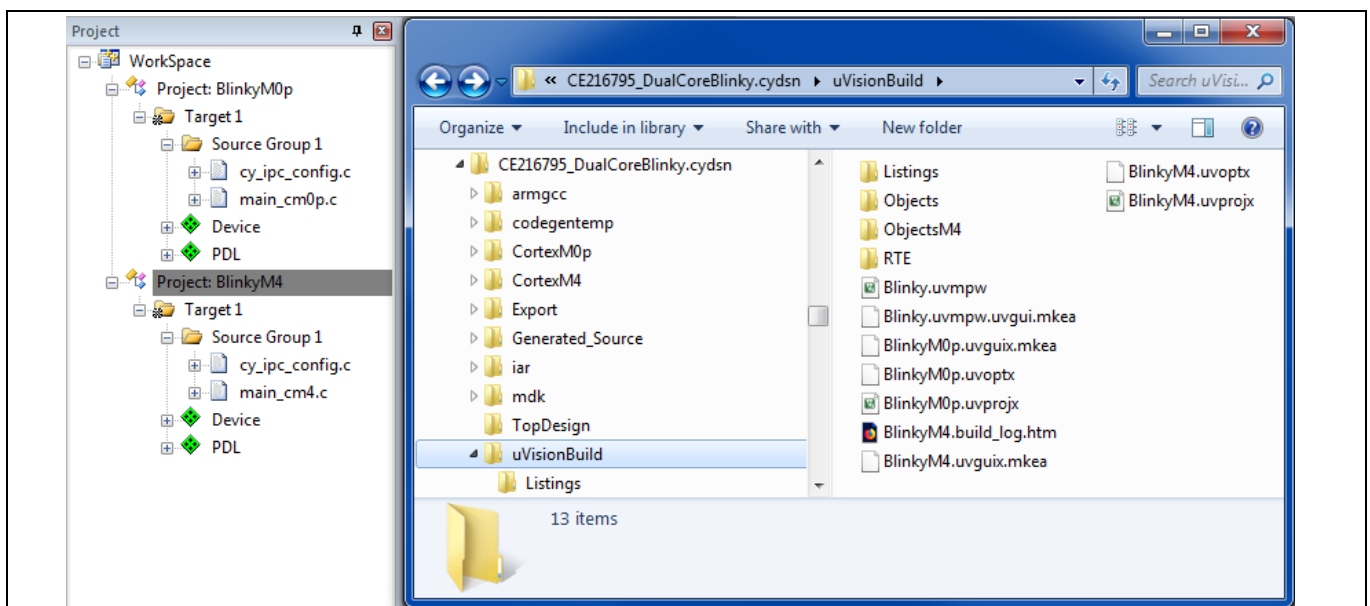 Project
WorkSpace
Project: BlinkyM0p
Target 1
Source Group 1
cy_ipc_config.c
main_cm0p.c
Device
PDL
Project: BlinkyM4
Target 1
Source Group 1
cy_ipc_config.c
main_cm4.c
Device
PDL
« CE216795_DualCoreBlinky.cydsn ▸ uVisionBuild ▸
Search uVisi...
Organize ▾ Include in library ▾ Share with ▾ New folder
CE216795_DualCoreBlinky.cydsn
armgcc
codegentemp
CortexM0p
CortexM4
Export
Generated_Source
iar
mdk
TopDesign
uVisionBuild
Listings
Listings
Objects
ObjectsM4
RTE
Blinky.uvmpw
Blinky.uvmpw.uvgui.mkea
BlinkyM0p.uvguix.mkea
BlinkyM0p.uvoptx
BlinkyM0p.uvprojx
BlinkyM4.build_log.htm
BlinkyM4.uvguix.mkea
BlinkyM4.uvoptx
BlinkyM4.uvprojx
13 items